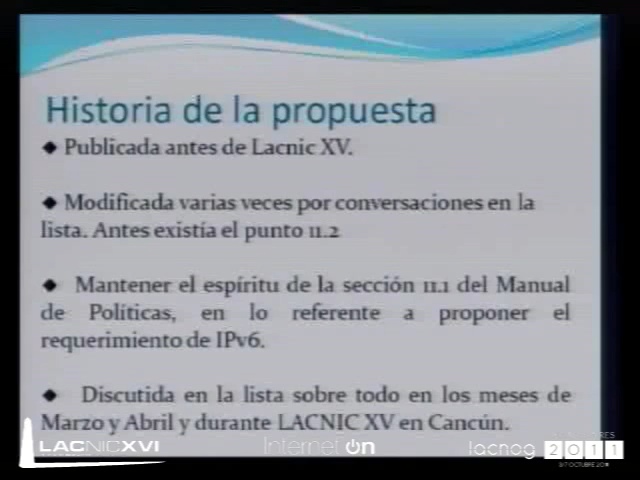 Historia de la propuesta
◆ Publicada antes de Lacnic XV.
◆ Modificada varias veces por conversaciones en la
lista. Antes existía el punto 11.2
◆ Mantener el espíritu de la sección 11.1 del Manual
de Políticas, en lo referente a proponer el
requerimiento de IPv6.
◆ Discutida en la lista sobre todo en los meses de
Marzo y Abril y durante LACNIC XV en Cancún.
LACNICXVI
Internet ON
lacnog 2011